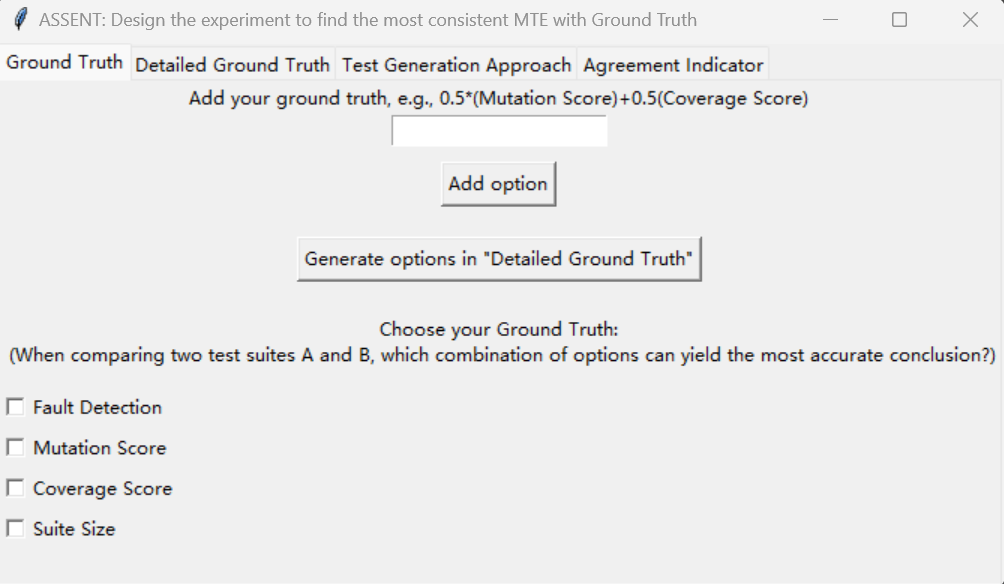 ASSENT: Design the experiment to find the most consistent MTE with Ground Truth
Ground Truth Detailed Ground Truth Test Generation Approach Agreement Indicator
Add your ground truth, e.g., 0.5*(Mutation Score)+0.5(Coverage Score)
Add option
Generate options in "Detailed Ground Truth"
Choose your Ground Truth:
(When comparing two test suites A and B, which combination of options can yield the most accurate conclusion?)
Fault Detection
Mutation Score
Coverage Score
Suite Size